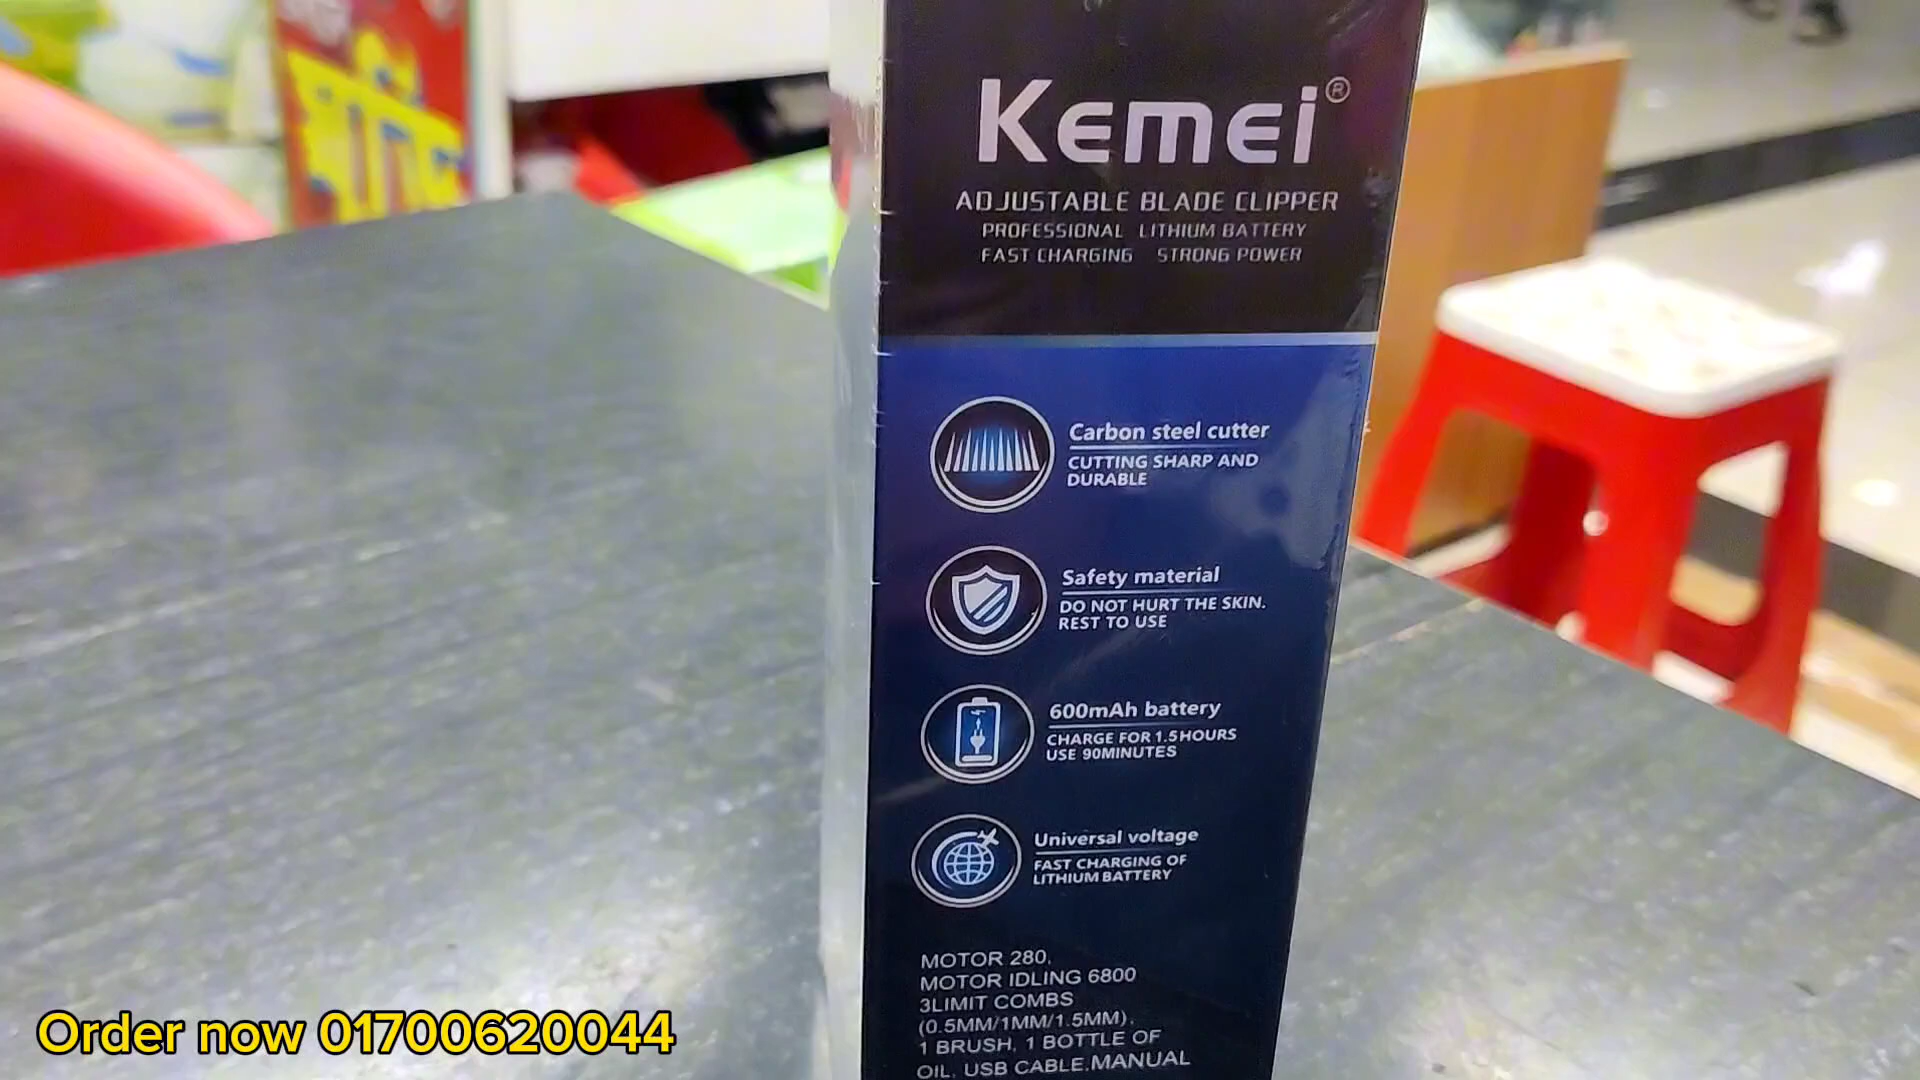 Kemei®
ADJUSTABLE BLADE CLIPPER
PROFESSIONAL LITHIUM BATTERY
FAST CHARGING STRONG POWER
Carbon steel cutter
CUTTING SHARP AND
DURABLE
Safety material
DO NOT HURT THE SKIN.
REST TO USE
600mAh battery
CHARGE FOR 1.5HOURS
USE 90MINUTES
Universal voltage
FAST CHARGING OF
LITHIUM BATTERY
MOTOR 280,
MOTOR IDLING 6800
3LIMIT COMBS
(0.5MM/1MM/1.5MM),
1 BRUSH, 1 BOTTLE OF
OIL, USB CABLE.MANUAL
Order now 01700620044